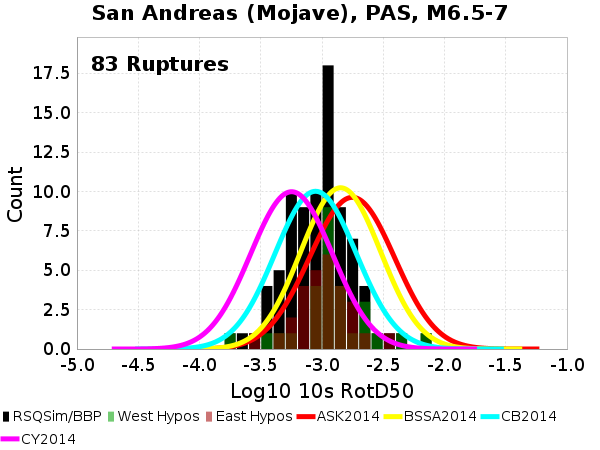 San Andreas (Mojave), PAS, M6.5-7
83 Ruptures
17.5
15.0
12.5
10.0
7.5
5.0
2.5
0.0
Count
-5.0 -4.5 -4.0 -3.5 -3.0 -2.5 -2.0 -1.5 -1.0
Log10 10s RotD50
RSQSim/BBP West Hypos East Hypos ASK2014 BSSA2014 CB2014
CY2014